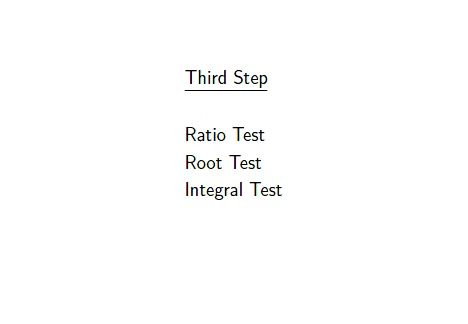 Third Step
Ratio Test
Root Test
Integral Test